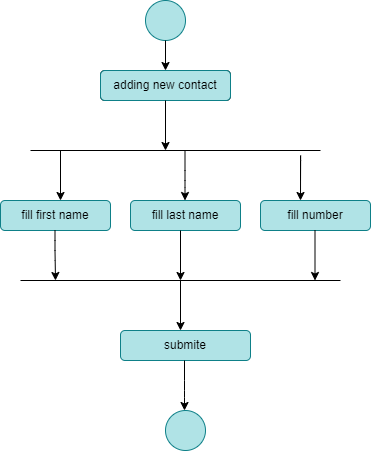 adding new contact
fill first name
fill last name
fill number
submite